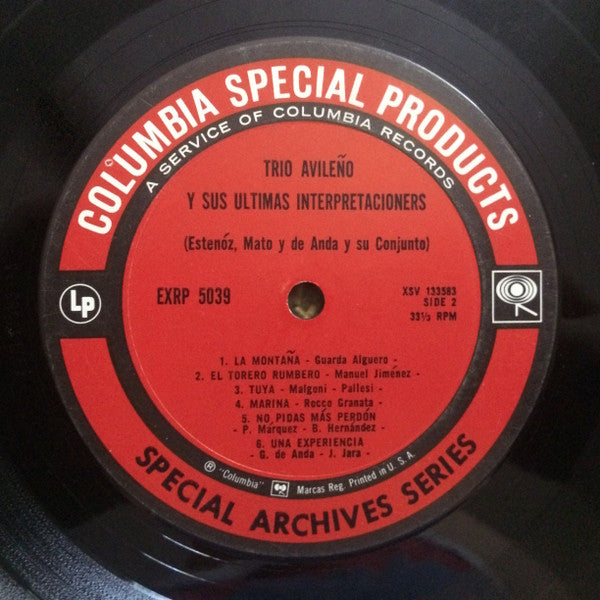 COLUMBIA SPECIAL PRODUCTS
A SERVICE OF COLUMBIA RECORDS
TRIO AVILEÑO
Y SUS ULTIMAS INTERPRETACIONERS
(Estenóz, Mato y de Anda y su Conjunto)
Lp
EXRP 5039
XSV 133583
SIDE 2
33⅓ RPM
1. LA MONTAÑA - Guarda Alguero -
2. EL TORERO RUMBERO - Manuel Jiménez -
3. TUYA - Malgoni - Pallesi -
4. MARINA - Rocco Granata -
5. NO PIDAS MÁS PERDÓN
- P. Márquez - B. Hernández -
6. UNA EXPERIENCIA
- G. de Anda - J. Jara -
® "Columbia" Marcas Reg. Printed in U. S. A.
SPECIAL ARCHIVES SERIES